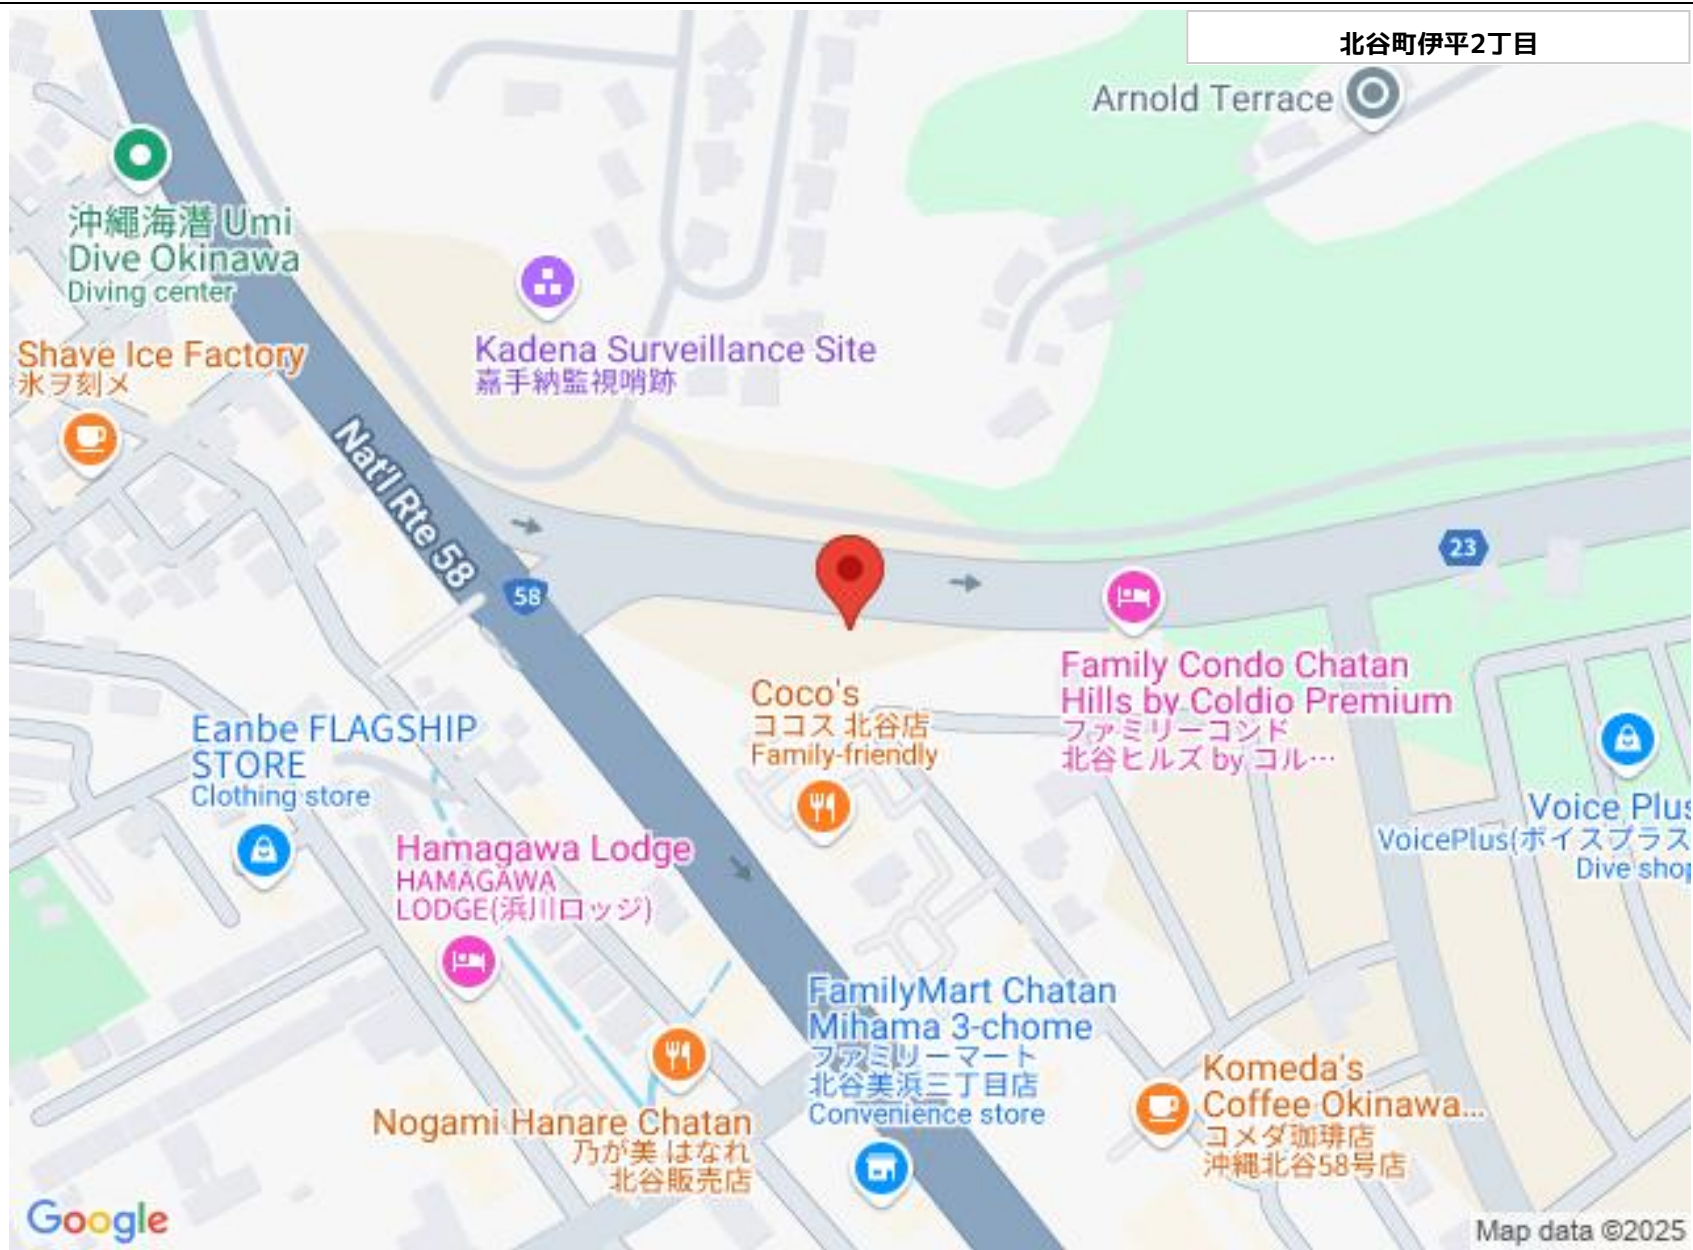 北谷町伊平2丁目
Arnold Terrace
沖縄海潜 Umi
Dive Okinawa
Diving center
Kadena Surveillance Site
嘉手納監視哨跡
Shave Ice Factory
氷ヲ刻メ
Nat'l Rte 58
58
23
Family Condo Chatan
Hills by Coldio Premium
ファミリーコンド
北谷ヒルズ by コル…
Coco's
ココス 北谷店
Family-friendly
Eanbe FLAGSHIP
STORE
Clothing store
Voice Plus
VoicePlus(ボイスプラス
Dive shop
Hamagawa Lodge
HAMAGAWA
LODGE(浜川ロッジ)
FamilyMart Chatan
Mihama 3-chome
ファミリーマート
北谷美浜三丁目店
Convenience store
Komeda's
Coffee Okinawa...
コメダ珈琲店
沖縄北谷58号店
Nogami Hanare Chatan
乃が美 はなれ
北谷販売店
Google
Map data ©2025